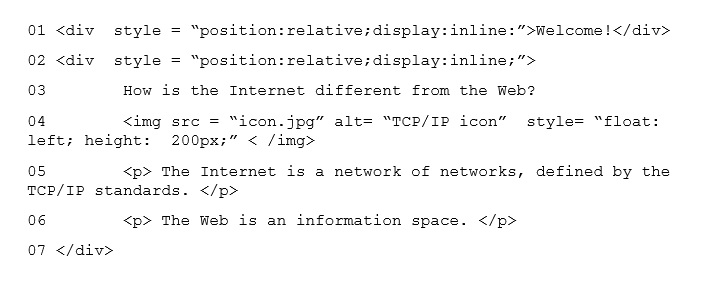 01 <div  style = “position:relative;display:inline:”>Welcome!</div>
02 <div  style = “position:relative;display:inline;”>
03        How is the Internet different from the Web?
04        <img src = “icon.jpg” alt= “TCP/IP icon”  style= “float:
left; height:  200px;” < /img>
05        <p> The Internet is a network of networks, defined by the
TCP/IP standards. </p>
06        <p> The Web is an information space. </p>
07 </div>